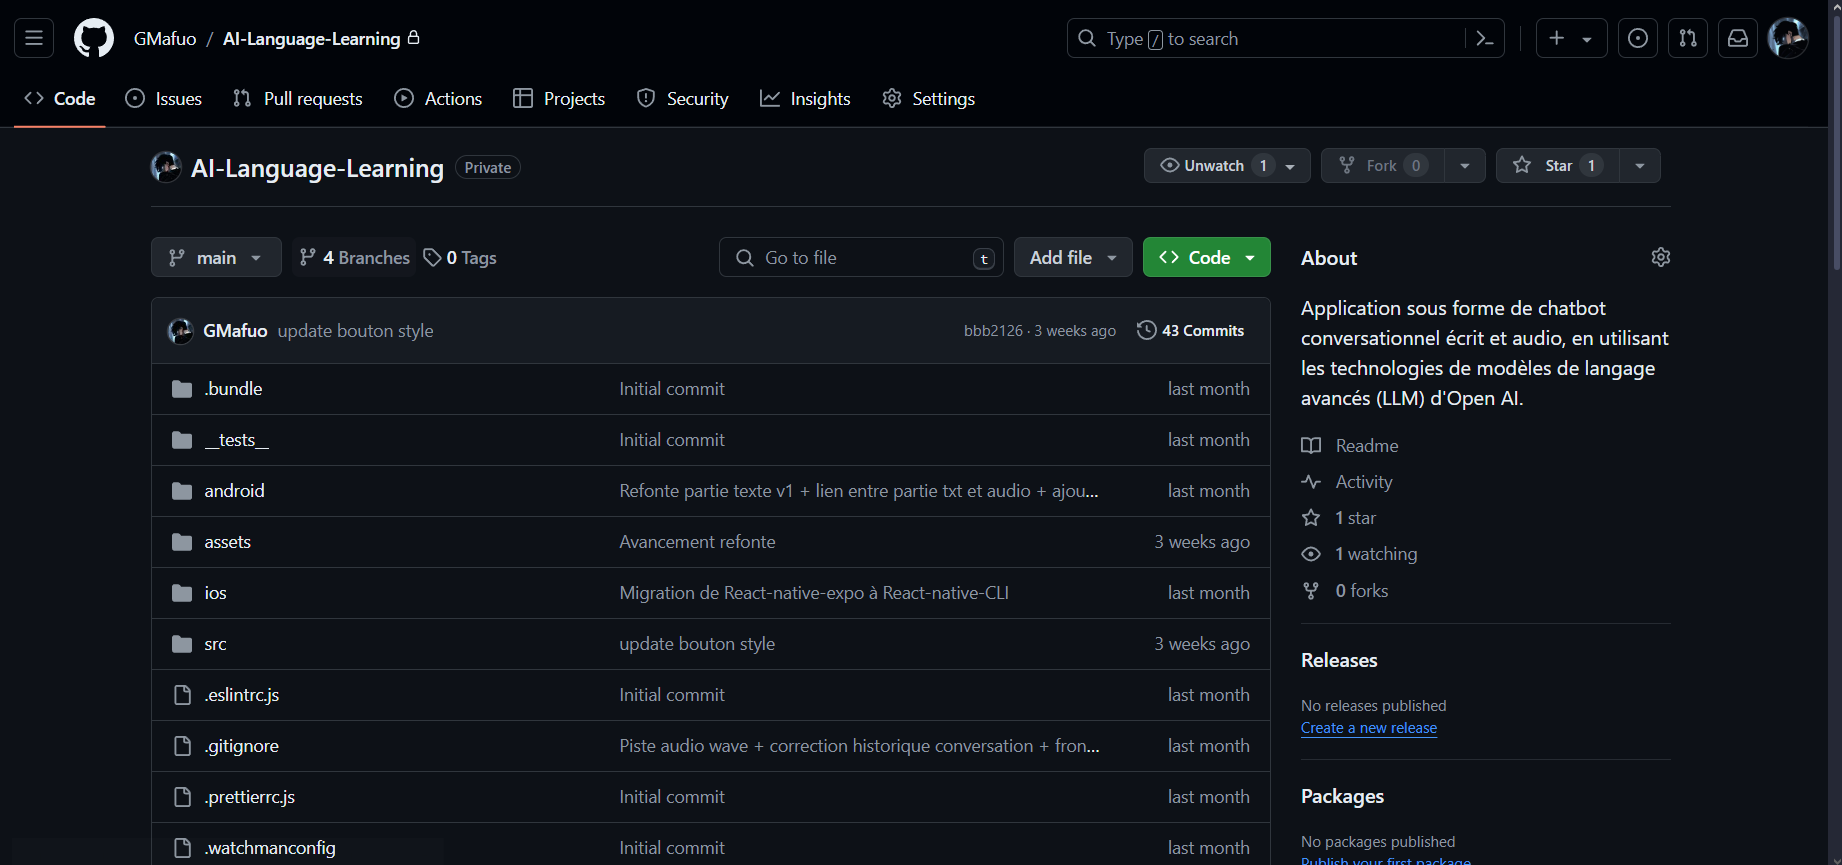 GMafuo / AI-Language-Learning
Type / to search
Code
Issues
Pull requests
Actions
Projects
Security
Insights
Settings
AI-Language-Learning Private
Unwatch 1
Fork 0
Star 1
main
4 Branches
0 Tags
Go to file t
Add file
Code
GMafuo update bouton style bbb2126 · 3 weeks ago 43 Commits
.bundle Initial commit last month
__tests__ Initial commit last month
android Refonte partie texte v1 + lien entre partie txt et audio + ajou... last month
assets Avancement refonte 3 weeks ago
ios Migration de React-native-expo à React-native-CLI last month
src update bouton style 3 weeks ago
.eslintrc.js Initial commit last month
.gitignore Piste audio wave + correction historique conversation + fron... last month
.prettierrc.js Initial commit last month
.watchmanconfig Initial commit last month
About
Application sous forme de chatbot
conversationnel écrit et audio, en utilisant
les technologies de modèles de langage
avancés (LLM) d'Open AI.
Readme
Activity
1 star
1 watching
0 forks
Releases
No releases published
Create a new release
Packages
No packages published
Publish your first package